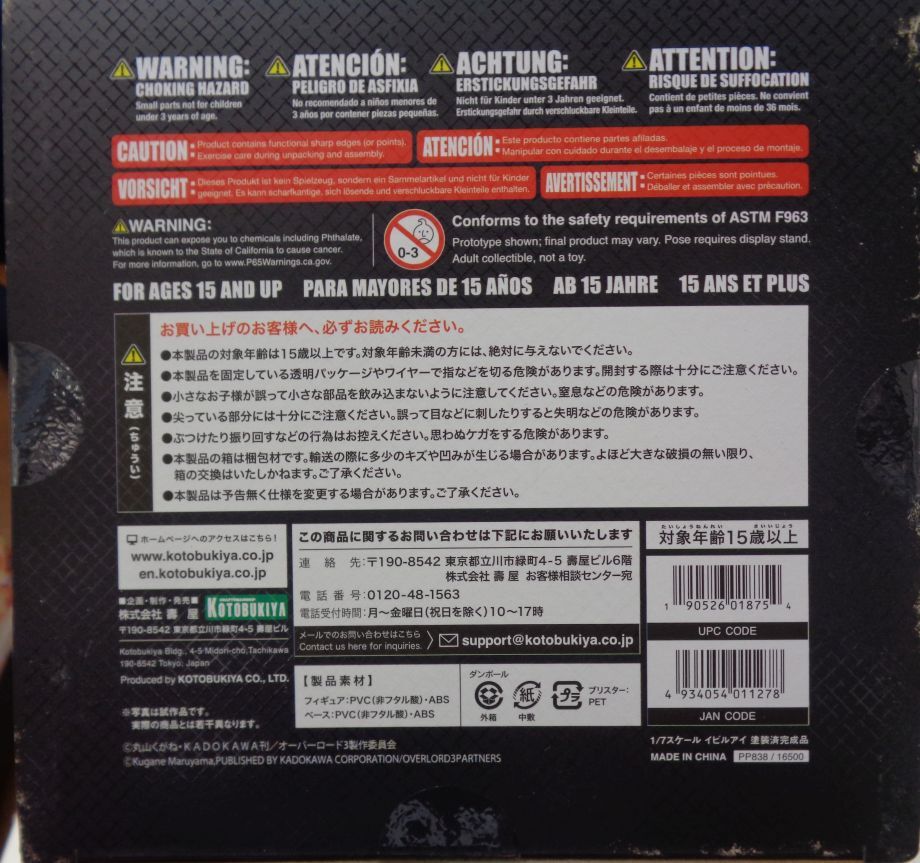 WARNING:
CHOKING HAZARD
Small parts not for children
under 3 years of age.
ATENCIÓN:
PELIGRO DE ASFIXIA
No recomendado a niños menores de
3 años por contener piezas pequeñas.
ACHTUNG:
ERSTICKUNGSGEFAHR
Nicht für Kinder unter 3 Jahren geeignet.
Erstickungsgefahr durch verschluckbare Kleinteile.
ATTENTION:
RISQUE DE SUFFOCATION
Contient de petites pièces. Ne convient
pas à un enfant de moins de 36 mois.
CAUTION: Product contains functional sharp edges (or points).
Exercise care during unpacking and assembly.
ATENCIÓN: Este producto contiene partes afiladas.
Manipular con cuidado durante el desembalaje y el proceso de montaje.
VORSICHT: Dieses Produkt ist kein Spielzeug, sondern ein Sammelartikel und nicht für Kinder
geeignet. Es kann scharfkantige, sich lösende und verschluckbare Kleinteile enthalten.
AVERTISSEMENT: Certaines pièces sont pointues.
Déballer et assembler avec précaution.
WARNING:
This product can expose you to chemicals including Phthalate,
which is known to the State of California to cause cancer.
For more information, go to www.P65Warnings.ca.gov.
0-3
Conforms to the safety requirements of ASTM F963
Prototype shown; final product may vary. Pose requires display stand.
Adult collectible, not a toy.
FOR AGES 15 AND UP PARA MAYORES DE 15 AÑOS AB 15 JAHRE 15 ANS ET PLUS
注意(ちゅうい)
お買い上げのお客様へ、必ずお読みください。
●本製品の対象年齢は15歳以上です。対象年齢未満の方には、絶対に与えないでください。
●本製品を固定している透明パッケージやワイヤーで指などを切る危険があります。開封する際は十分にご注意ください。
●小さなお子様が誤って小さな部品を飲み込まないように注意してください。窒息などの危険があります。
●尖っている部分には十分にご注意ください。誤って目などに刺したりすると失明などの危険があります。
●ぶつけたり振り回すなどの行為はお控えください。思わぬケガをする危険があります。
●本製品の箱は梱包材です。輸送の際に多少のキズや凹みが生じる場合があります。よほど大きな破損の無い限り、
箱の交換はいたしかねます。ご了承ください。
●本製品は予告無く仕様を変更する場合があります。ご了承ください。
ホームページへのアクセスはこちら!
www.kotobukiya.co.jp
en.kotobukiya.co.jp
■企画・制作・発売■
株式会社 壽 屋
KOTOBUKIYA
〒190-8542 東京都立川市緑町4-5 壽屋ビル
Kotobukiya Bldg., 4-5 Midori-cho, Tachikawa
190-8542 Tokyo, Japan
Produced by KOTOBUKIYA CO., LTD.
※写真は試作品です。
実際の商品とは若干異なります。
この商品に関するお問い合わせは下記にお願いいたします
連絡先:〒190-8542 東京都立川市緑町4-5 壽屋ビル6階
株式会社 壽屋 お客様相談センター宛
電話番号:0120-48-1563
電話受付時間:月〜金曜日(祝日を除く)10〜17時
メールでのお問い合わせはこちら
Contact us here for inquiries.
support@kotobukiya.co.jp
【製品素材】
フィギュア:PVC(非フタル酸)・ABS
ベース:PVC(非フタル酸)・ABS
ダンボール
外箱
紙
中敷
プラ
ブリスター:
PET
たいしょうねんれい さいいじょう
対象年齢15歳以上
1 90526 01875 4
UPC CODE
4 934054 011278
JAN CODE
1/7スケール イビルアイ 塗装済完成品
MADE IN CHINA PP838 / 16500
©丸山くがね・KADOKAWA刊/オーバーロード3製作委員会
©Kugane Maruyama,PUBLISHED BY KADOKAWA CORPORATION/OVERLORD3PARTNERS